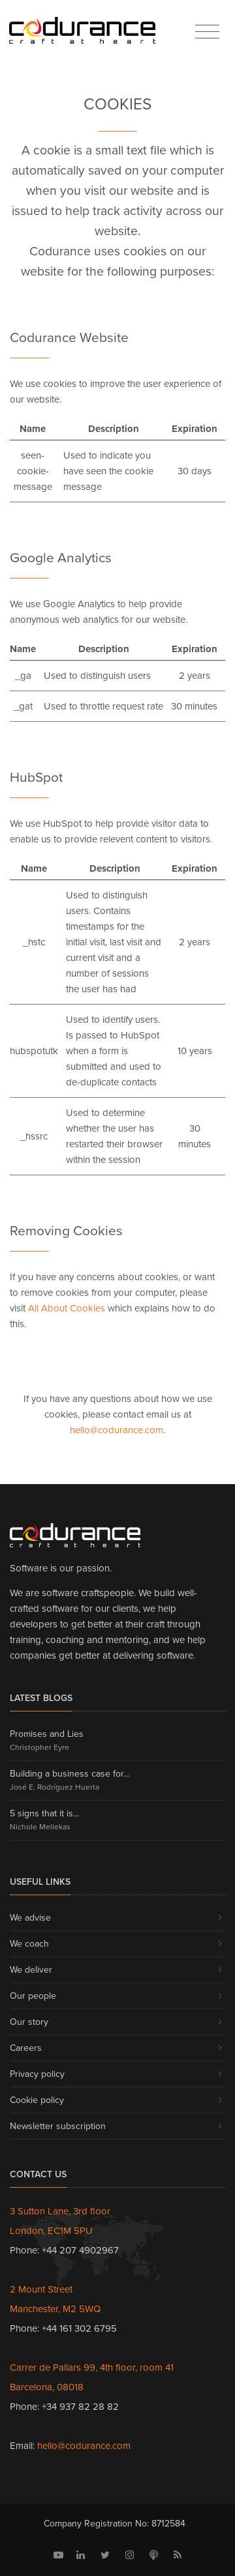 codurance
craft at heart
COOKIES
A cookie is a small text file which is
automatically saved on your computer
when you visit our website and is
issued to help track activity across our
website.
Codurance uses cookies on our
website for the following purposes:
Codurance Website
We use cookies to improve the user experience of
our website.
Name Description Expiration
seen-
cookie-
message
Used to indicate you
have seen the cookie
message
30 days
Google Analytics
We use Google Analytics to help provide
anonymous web analytics for our website.
Name Description Expiration
_ga Used to distinguish users 2 years
_gat Used to throttle request rate 30 minutes
HubSpot
We use HubSpot to help provide visitor data to
enable us to provide relevent content to visitors.
Name Description Expiration
_hstc
Used to distinguish
users. Contains
timestamps for the
initial visit, last visit and
current visit and a
number of sessions
the user has had
2 years
hubspotutk
Used to identify users.
Is passed to HubSpot
when a form is
submitted and used to
de-duplicate contacts
10 years
_hssrc
Used to determine
whether the user has
restarted their browser
within the session
30
minutes
Removing Cookies
If you have any concerns about cookies, or want
to remove cookies from your computer, please
visit All About Cookies which explains how to do
this.
If you have any questions about how we use
cookies, please contact email us at
hello@codurance.com.
codurance
craft at heart
Software is our passion.
We are software craftspeople. We build well-
crafted software for our clients, we help
developers to get better at their craft through
training, coaching and mentoring, and we help
companies get better at delivering software.
LATEST BLOGS
Promises and Lies
Christopher Eyre
Building a business case for...
José E. Rodríguez Huerta
5 signs that it is...
Nichole Mellekas
USEFUL LINKS
We advise
We coach
We deliver
Our people
Our story
Careers
Privacy policy
Cookie policy
Newsletter subscription
CONTACT US
3 Sutton Lane, 3rd floor
London, EC1M 5PU
Phone: +44 207 4902967
2 Mount Street
Manchester, M2 5WQ
Phone: +44 161 302 6795
Carrer de Pallars 99, 4th floor, room 41
Barcelona, 08018
Phone: +34 937 82 28 82
Email: hello@codurance.com
Company Registration No: 8712584